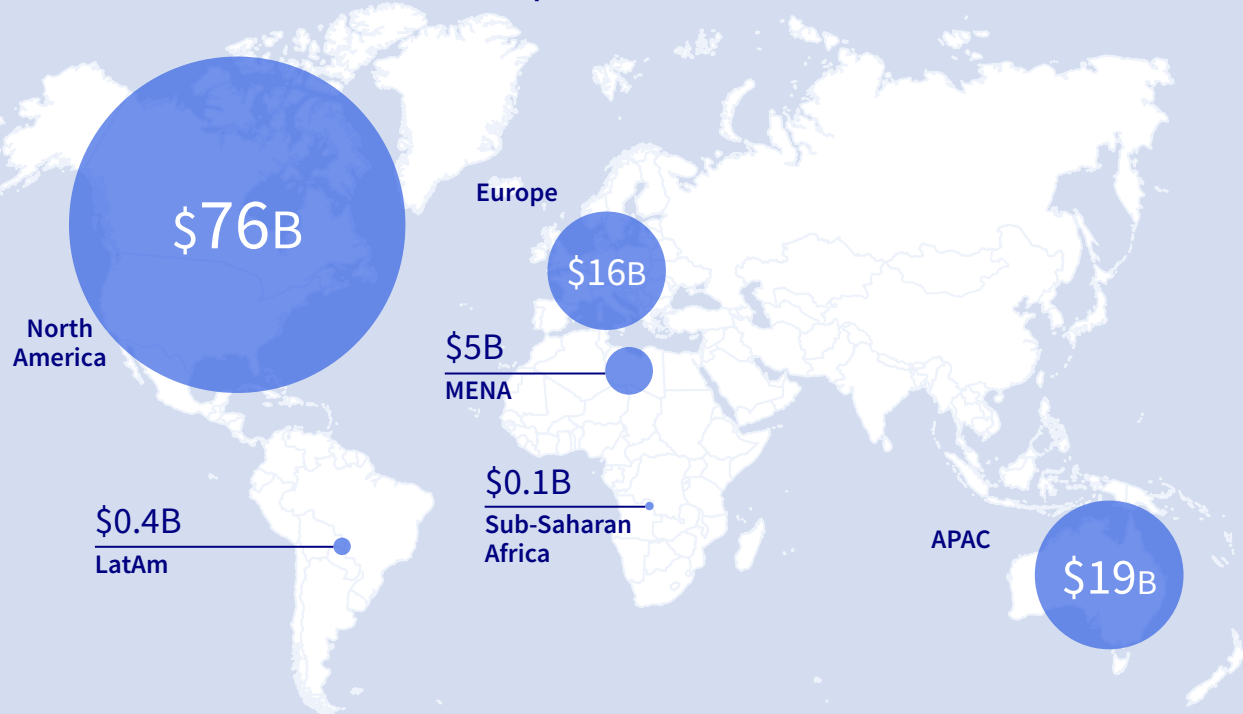 Europe
$76B
$16B
North
America
$5B
MENA
$0.1B
Sub-Saharan
Africa
$0.4B
LatAm
APAC
$19B